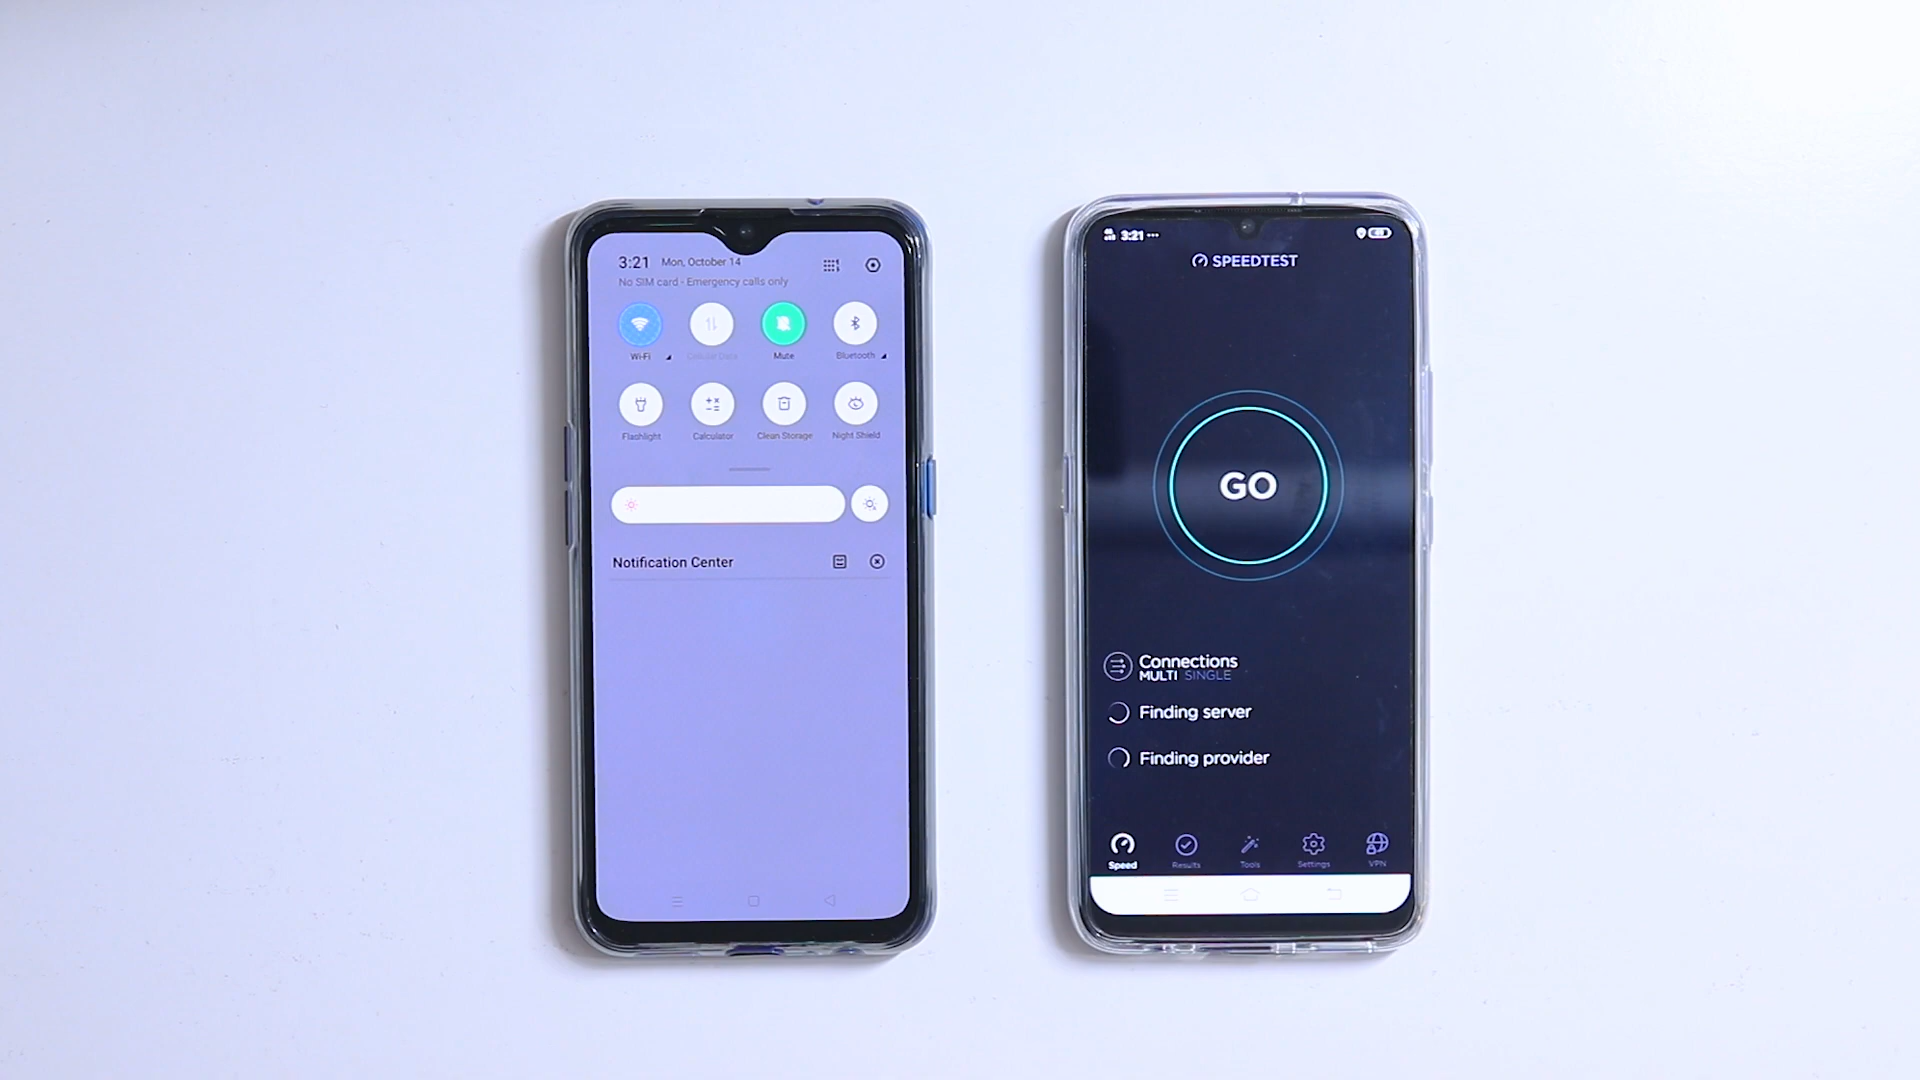 3:21 Mon, October 14
No SIM card - Emergency calls only
Wi-Fi Cellular Data Mute Bluetooth
Flashlight Calculator Clean Storage Night Shield
Notification Center
3:21
SPEEDTEST
GO
Connections
MULTI SINGLE
Finding server
Finding provider
Speed Results Tools Settings VPN